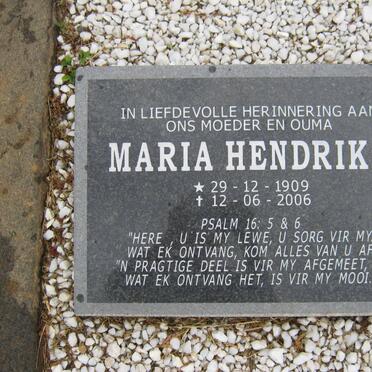 IN LIEFDEVOLLE HERINNERING AAN
ONS MOEDER EN OUMA
MARIA HENDRIK
★ 29 - 12 - 1909
✝ 12 - 06 - 2006
PSALM 16: 5 & 6
"HERE , U IS MY LEWE, U SORG VIR MY
WAT EK ONTVANG, KOM ALLES VAN U AF
'N PRAGTIGE DEEL IS VIR MY AFGEMEET,
WAT EK ONTVANG HET, IS VIR MY MOOI.